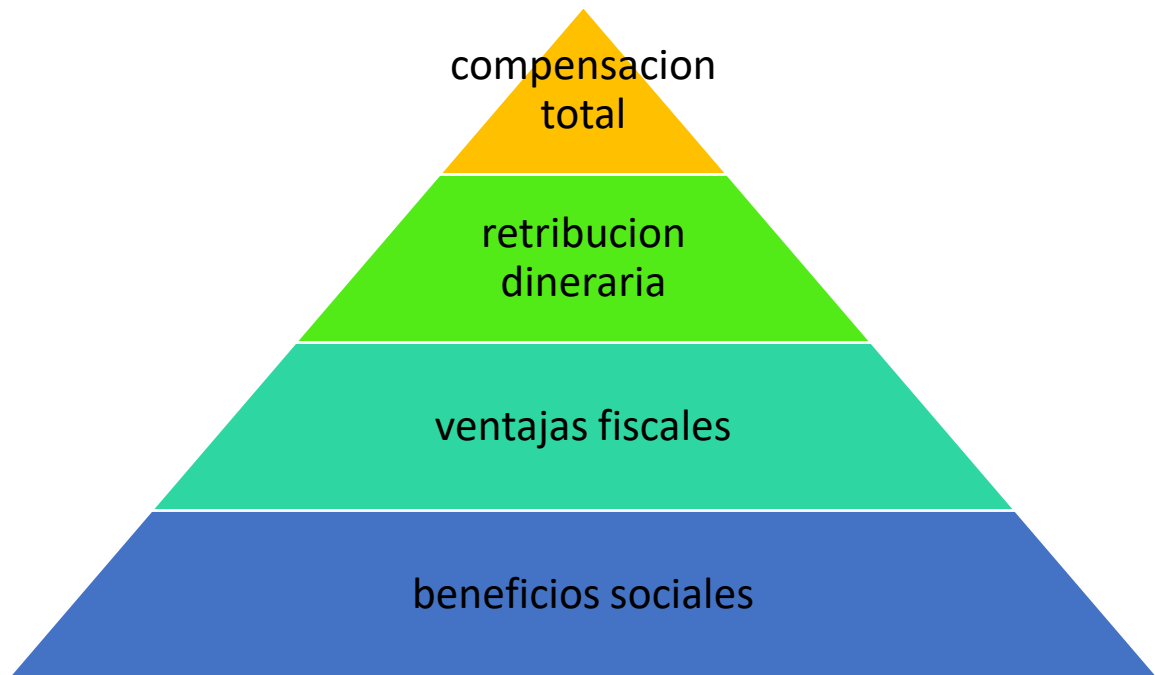 compensacion
total
retribucion
dineraria
ventajas fiscales
beneficios sociales